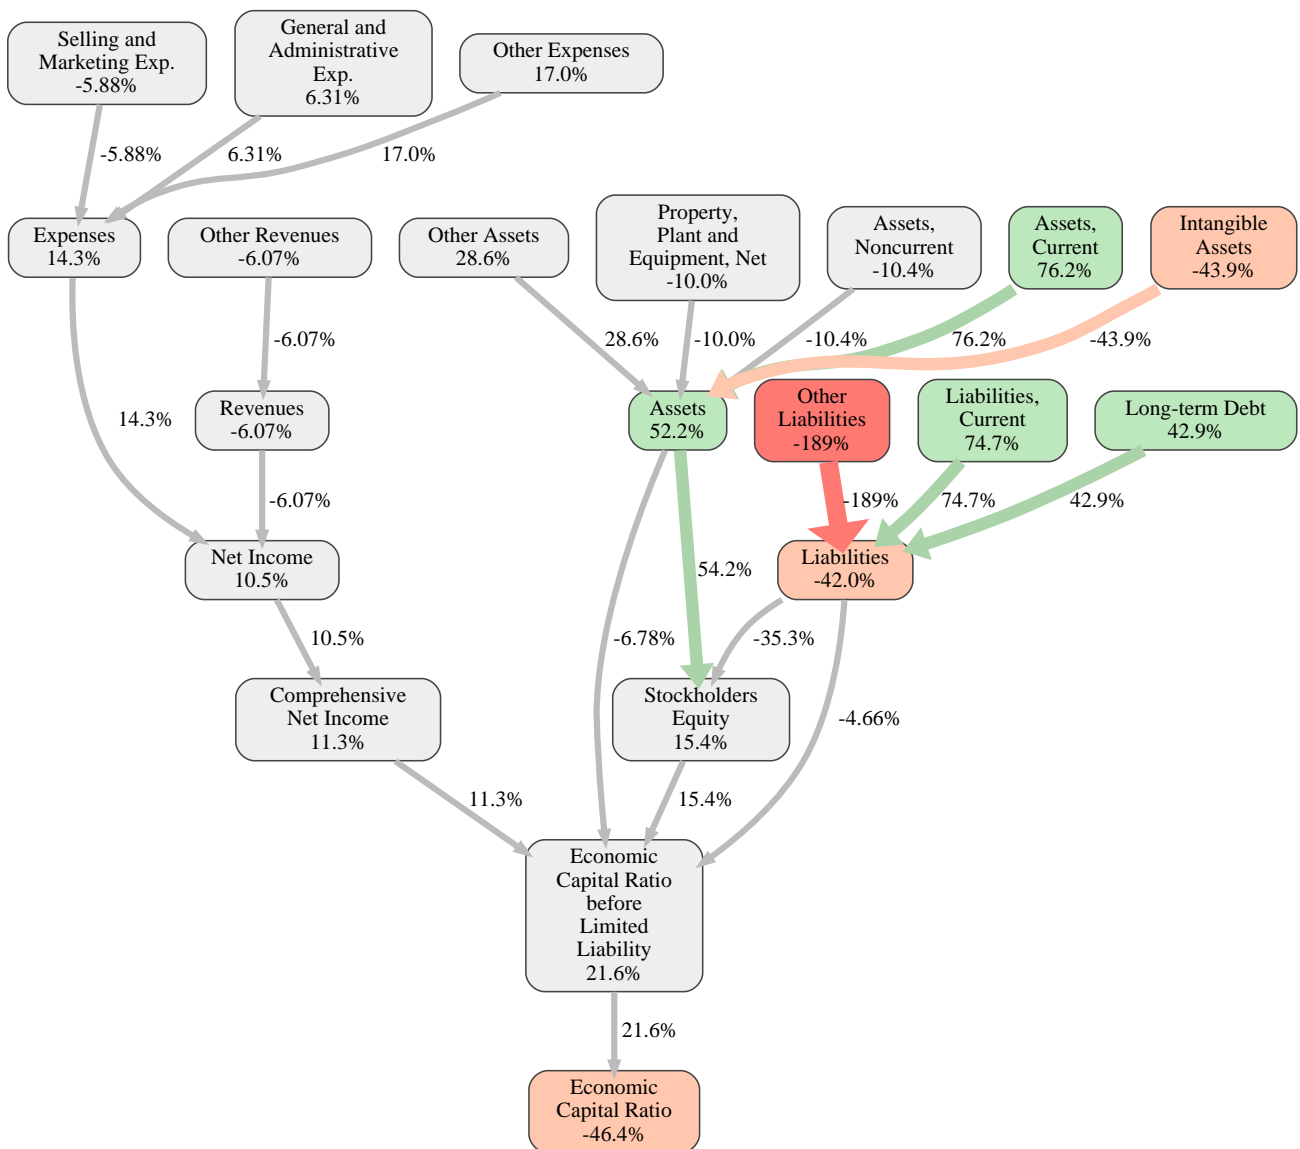 Selling and
Marketing Exp.
-5.88%
General and
Administrative
Exp.
6.31%
Other Expenses
17.0%
-5.88%
6.31%
17.0%
Expenses
14.3%
Other Revenues
-6.07%
Other Assets
28.6%
Property,
Plant and
Equipment, Net
-10.0%
Assets,
Noncurrent
-10.4%
Assets,
Current
76.2%
Intangible
Assets
-43.9%
-6.07%
28.6%
-10.0%
-10.4%
76.2%
-43.9%
14.3%
Revenues
-6.07%
Assets
52.2%
Other
Liabilities
-189%
Liabilities,
Current
74.7%
Long-term Debt
42.9%
-6.07%
-189%
74.7%
42.9%
Net Income
10.5%
54.2%
Liabilities
-42.0%
10.5%
-6.78%
-35.3%
Comprehensive
Net Income
11.3%
Stockholders
Equity
15.4%
-4.66%
11.3%
15.4%
Economic
Capital Ratio
before
Limited
Liability
21.6%
21.6%
Economic
Capital Ratio
-46.4%